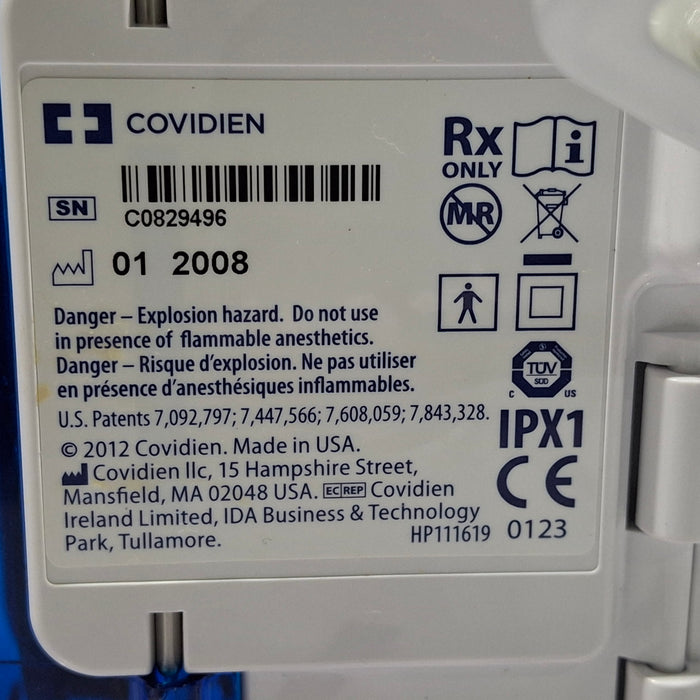 COVIDIEN
SN
C0829496
01 2008
Rx
ONLY
i
MR
Danger – Explosion hazard. Do not use
in presence of flammable anesthetics.
Danger – Risque d'explosion. Ne pas utiliser
en présence d'anesthésiques inflammables.
U.S. Patents 7,092,797; 7,447,566; 7,608,059; 7,843,328.
© 2012 Covidien. Made in USA.
Covidien llc, 15 Hampshire Street,
Mansfield, MA 02048 USA. EC REP Covidien
Ireland Limited, IDA Business & Technology
Park, Tullamore.
HP111619
TÜV
SÜD
C US
IPX1
CE
0123